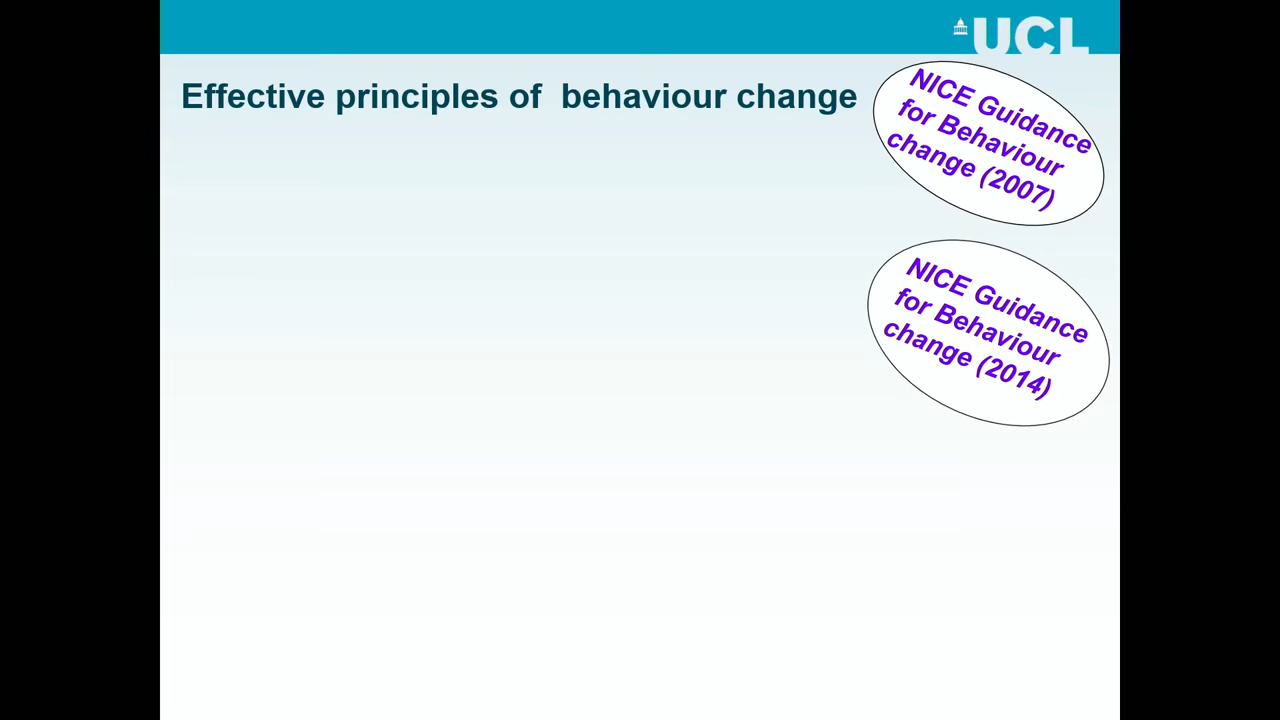 UCL
Effective principles of  behaviour change
NICE Guidance
for Behaviour
change (2007)
NICE Guidance
for Behaviour
change (2014)